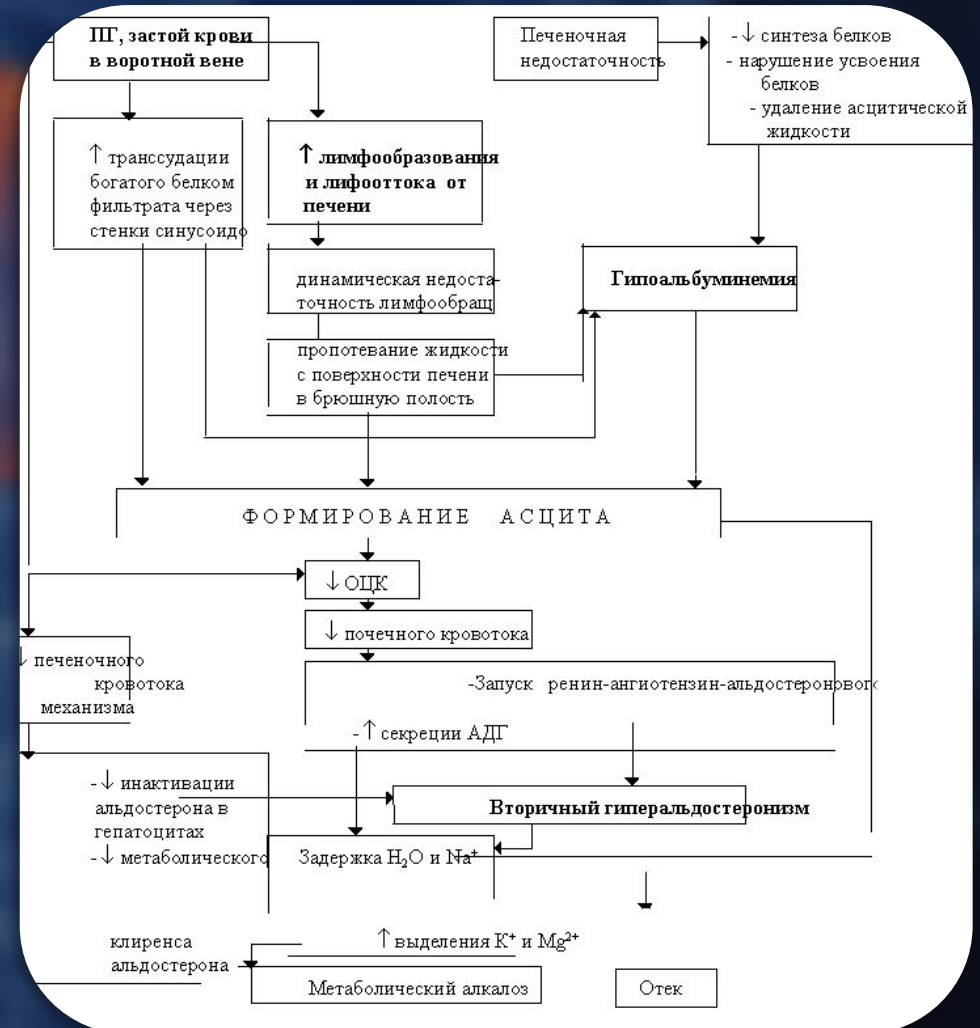 ПГ, застой крови
в воротной вене
Печеночная
недостаточность
-↓ синтеза белков
- нарушение усвоения
белков
- удаление асцитической
жидкости
↑ транссудации
богатого белком
фильтрата через
стенки синусоидо
↑ лимфообразования
и лифооттока от
печени
динамическая недоста-
точность лимфообращ
Гипоальбуминемия
пропотевание жидкости
с поверхности печени
в брюшную полость
ФОРМИРОВАНИЕ АСЦИТА
↓ ОЦК
↓ почечного кровотока
↓ печеночного
кровотока
механизма
-Запуск ренин-ангиотензин-альдостеронового
- ↑ секреции АДГ
-↓ инактивации
альдостерона в
гепатоцитах
-↓ метаболического
Вторичный гиперальдостеронизм
Задержка H₂O и Na⁺
клиренса
альдостерона
↑ выделения K⁺ и Mg²⁺
Метаболический алкалоз
Отек